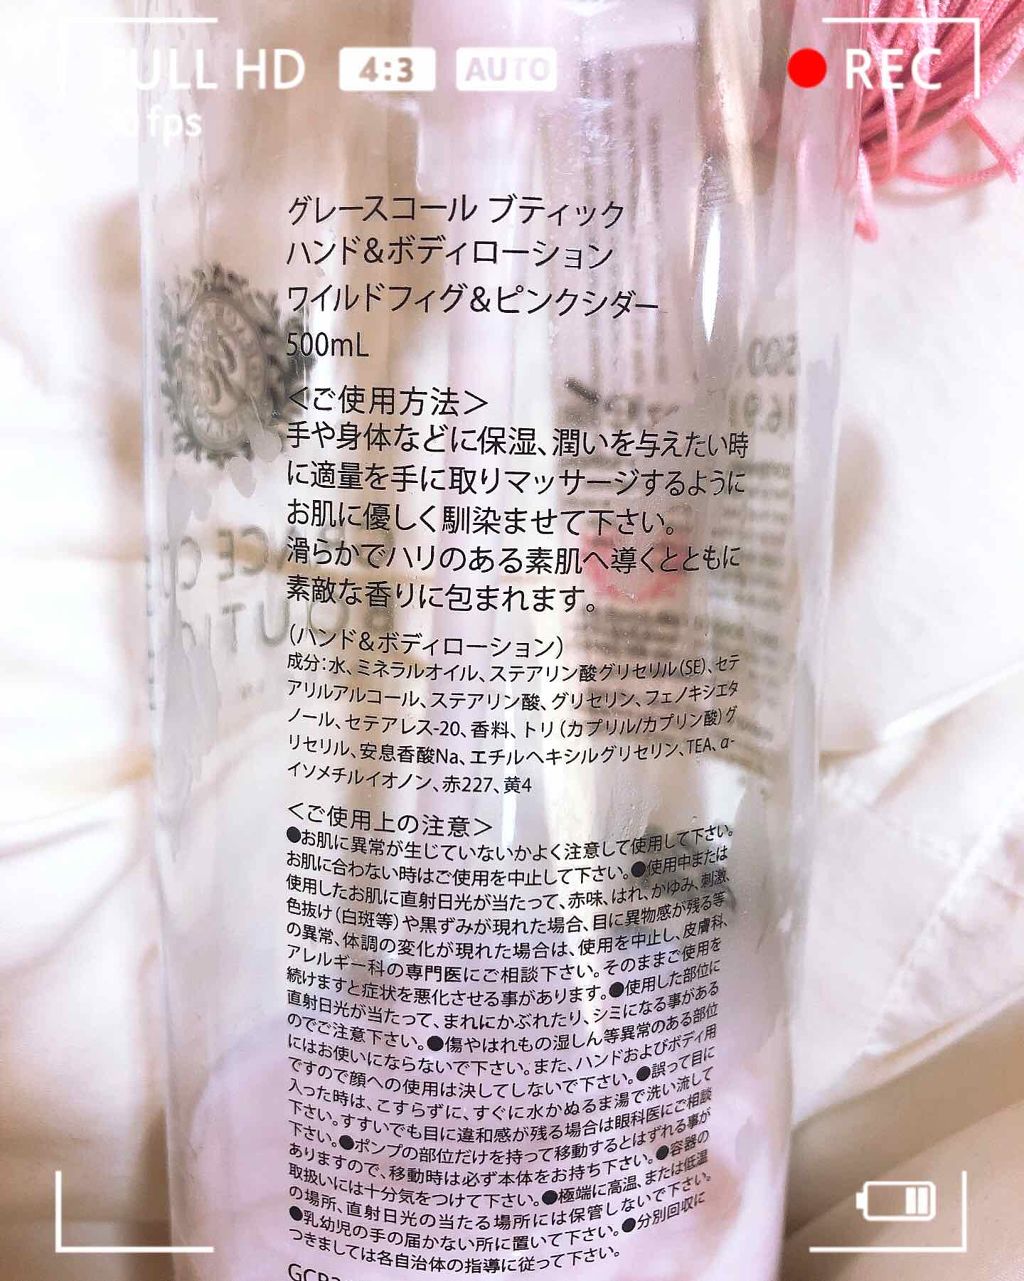 FULL HD 4:3 AUTO REC
fps
グレースコール ブティック
ハンド&ボディローション
ワイルドフィグ&ピンクシダー
500mL
<ご使用方法>
手や身体などに保湿、潤いを与えたい時
に適量を手に取りマッサージするように
お肌に優しく馴染ませて下さい。
滑らかでハリのある素肌へ導くとともに
素敵な香りに包まれます。
(ハンド&ボディローション)
成分:水、ミネラルオイル、ステアリン酸グリセリル(SE)、セテ
アリルアルコール、ステアリン酸、グリセリン、フェノキシエタ
ノール、セテアレス-20、香料、トリ(カプリル/カプリン酸)グ
リセリル、安息香酸Na、エチルヘキシルグリセリン、TEA、α-
イソメチルイオノン、赤227、黄4
<ご使用上の注意>
●お肌に異常が生じていないかよく注意して使用して下さい。
お肌に合わない時はご使用を中止して下さい。●使用中または
使用したお肌に直射日光が当たって、赤味、はれ、かゆみ、刺激、
色抜け(白斑等)や黒ずみが現れた場合、目に異物感が残る等
の異常、体調の変化が現れた場合は、使用を中止し、皮膚科、
アレルギー科の専門医にご相談下さい。そのままご使用を
続けますと症状を悪化させる事があります。●使用した部位に
直射日光が当たって、まれにかぶれたり、シミになる事がある
のでご注意下さい。●傷やはれもの湿しん等異常のある部位
にはお使いにならないで下さい。また、ハンドおよびボディ用
ですので顔への使用は決してしないで下さい。●誤って目に
入った時は、こすらずに、すぐに水かぬるま湯で洗い流して
下さい。すすいでも目に違和感が残る場合は眼科医にご相談
下さい。●ポンプの部位だけを持って移動するとはずれる事が
ありますので、移動時は必ず本体をお持ち下さい。●容器の
取扱いには十分気をつけて下さい。●極端に高温、または低温
の場所、直射日光の当たる場所には保管しないで下さい。
●乳幼児の手の届かない所に置いて下さい。●分別回収に
つきましては各自治体の指導に従って下さい。